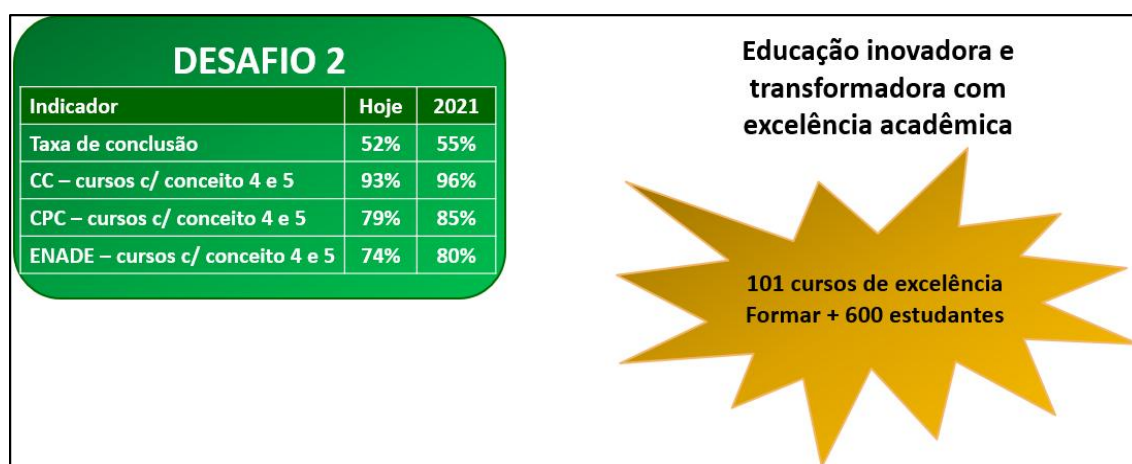 DESAFIO 2
Indicador Hoje 2021
Taxa de conclusão 52% 55%
CC – cursos c/ conceito 4 e 5 93% 96%
CPC – cursos c/ conceito 4 e 5 79% 85%
ENADE – cursos c/ conceito 4 e 5 74% 80%
Educação inovadora e
transformadora com
excelência acadêmica
101 cursos de excelência
Formar + 600 estudantes